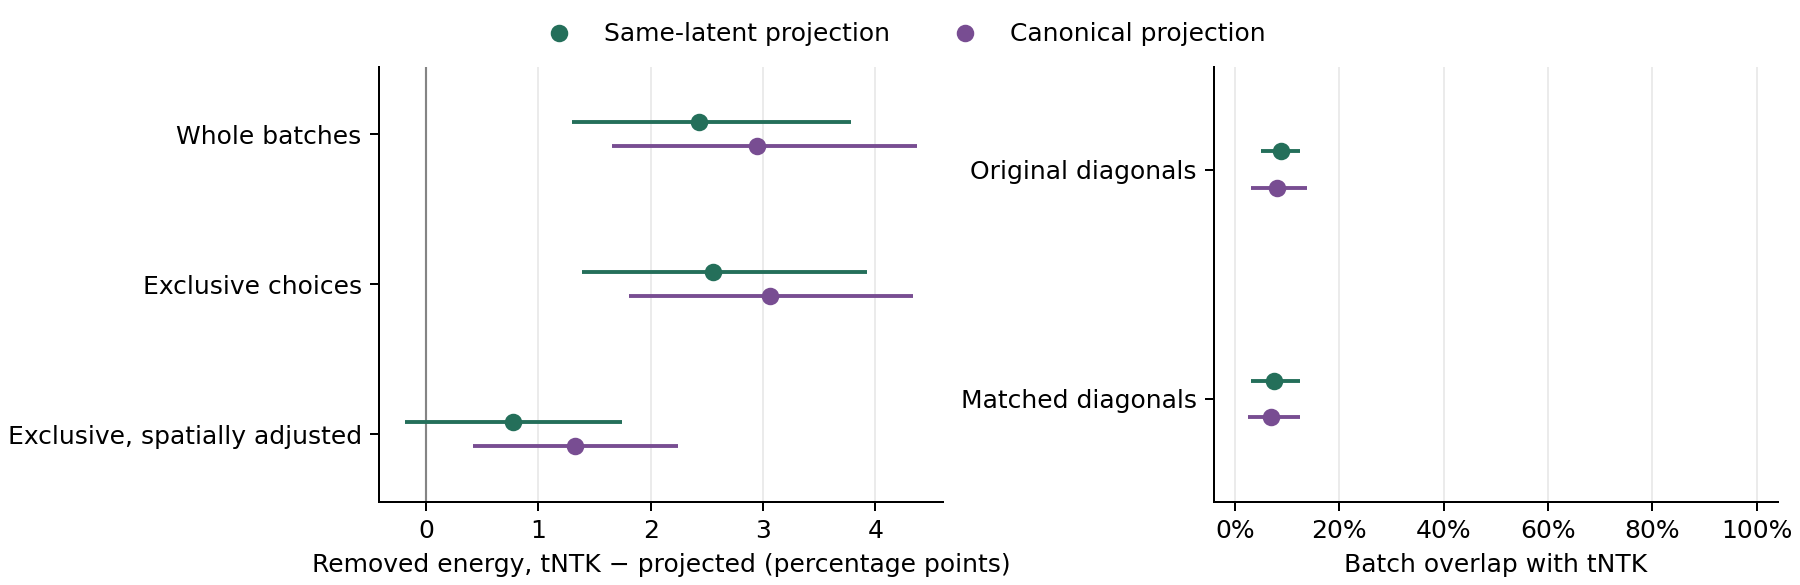 Same-latent projection
Canonical projection
Whole batches
Exclusive choices
Exclusive, spatially adjusted
0 1 2 3 4
Removed energy, tNTK − projected (percentage points)
Original diagonals
Matched diagonals
0% 20% 40% 60% 80% 100%
Batch overlap with tNTK